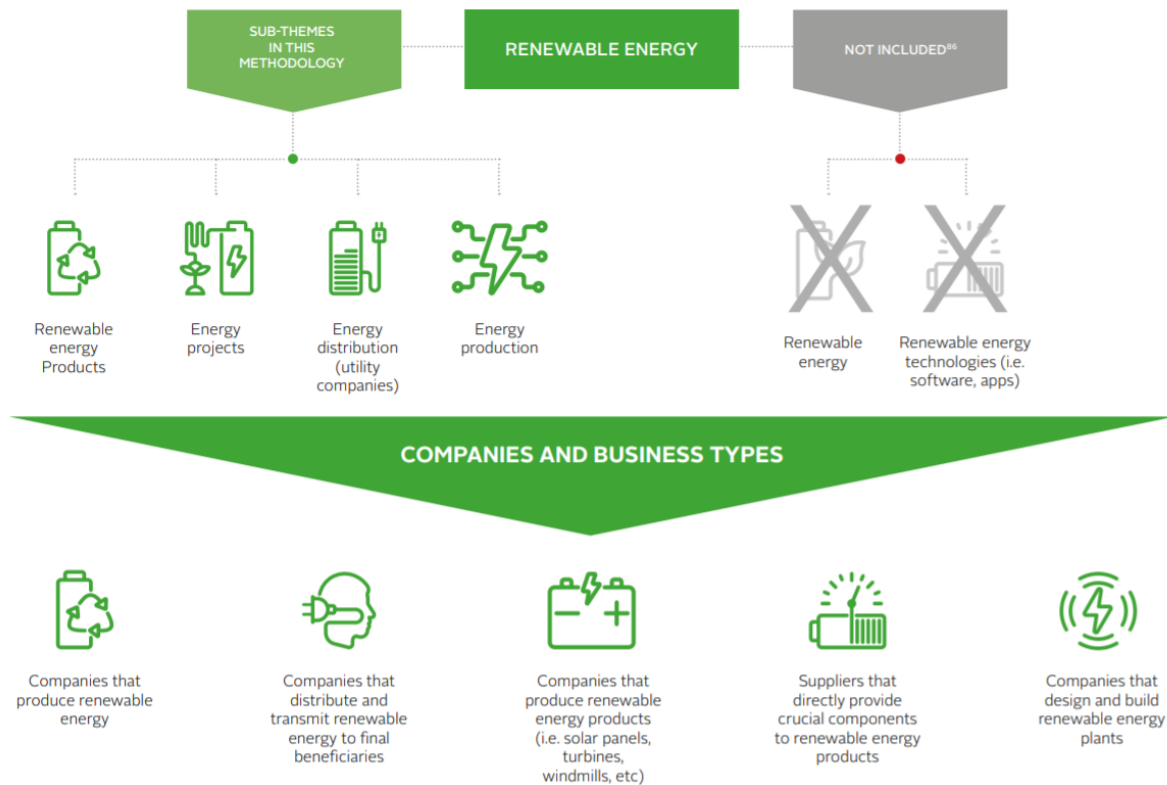 SUB-THEMES
IN THIS
METHODOLOGY
RENEWABLE ENERGY
NOT INCLUDED⁸⁶
Renewable
energy
Products
Energy
projects
Energy
distribution
(utility
companies)
Energy
production
Renewable
energy
Renewable energy
technologies (i.e.
software, apps)
COMPANIES AND BUSINESS TYPES
Companies that
produce renewable
energy
Companies that
distribute and
transmit renewable
energy to final
beneficiaries
Companies that
produce renewable
energy products
(i.e. solar panels,
turbines,
windmills, etc)
Suppliers that
directly provide
crucial components
to renewable energy
products
Companies that
design and build
renewable energy
plants